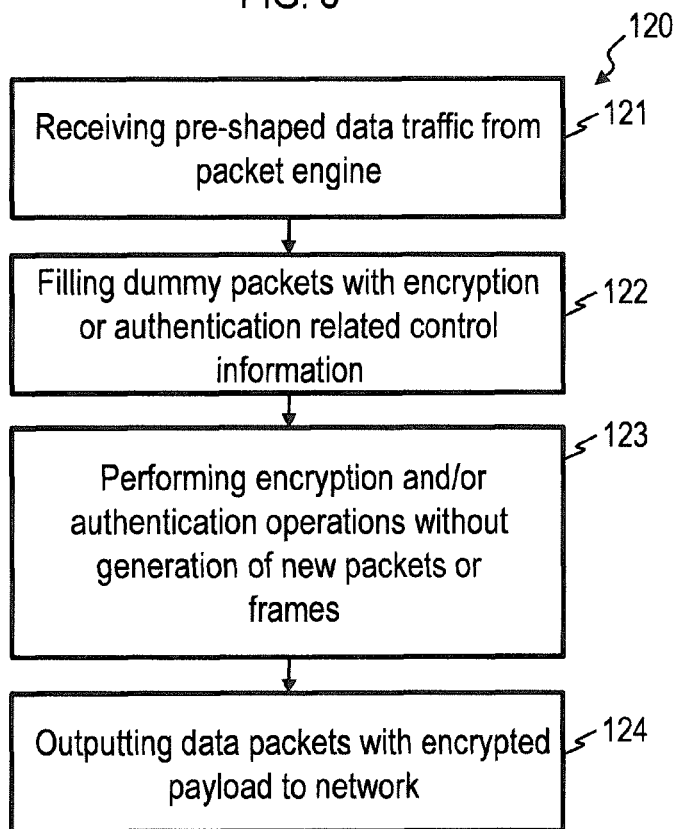 120
Receiving pre-shaped data traffic from
packet engine
121
Filling dummy packets with encryption
or authentication related control
information
122
Performing encryption and/or
authentication operations without
generation of new packets or
frames
123
Outputting data packets with encrypted
payload to network
124